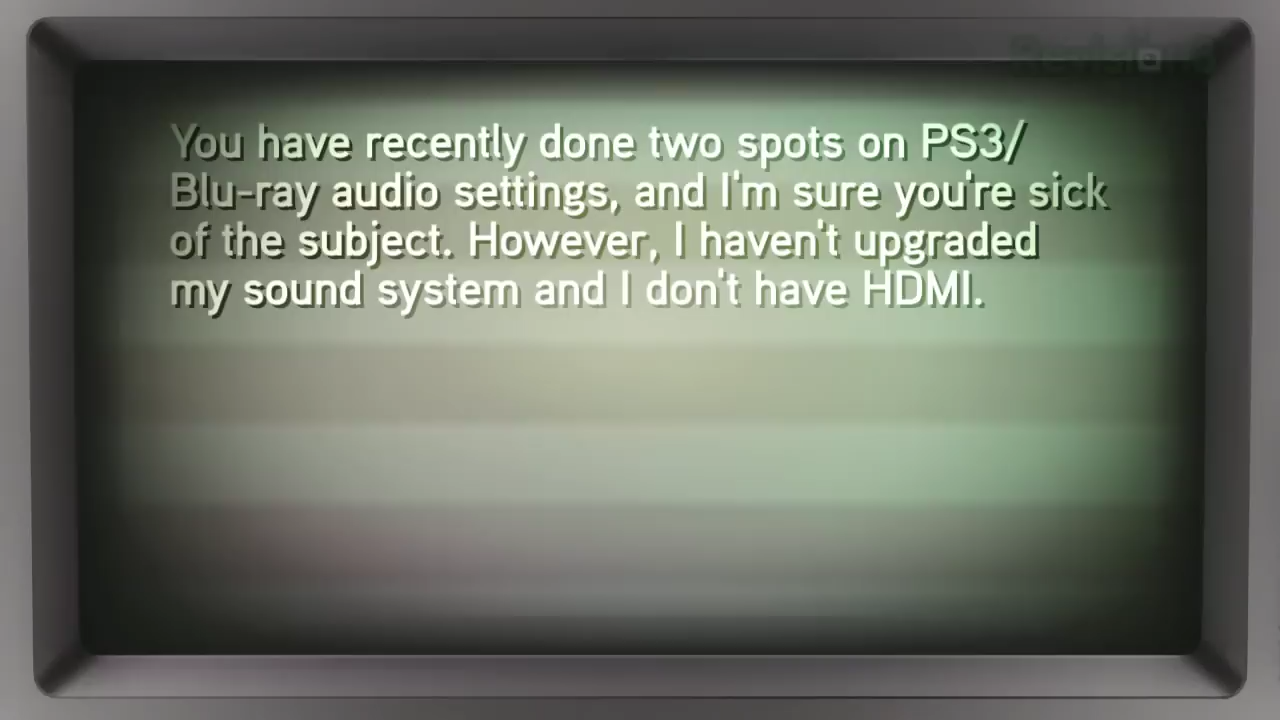 Revision3
You have recently done two spots on PS3/
Blu-ray audio settings, and I'm sure you're sick
of the subject. However, I haven't upgraded
my sound system and I don't have HDMI.